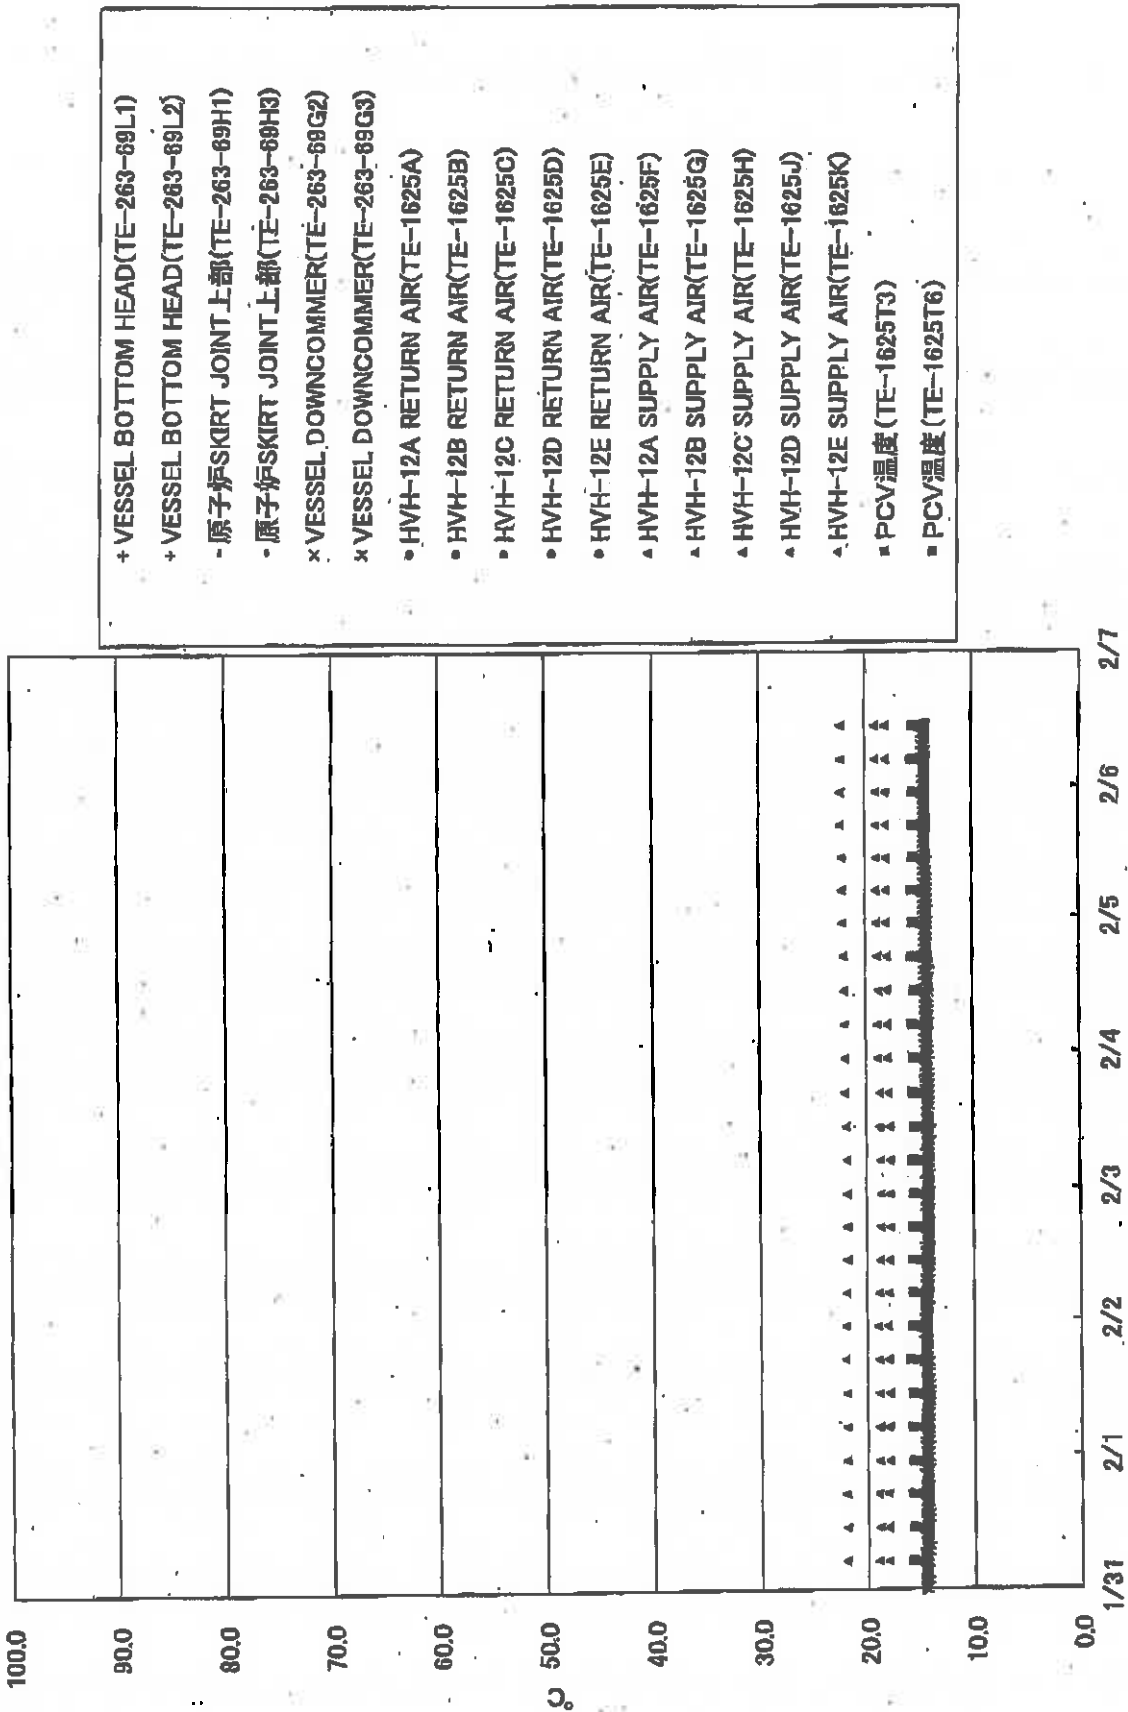 + VESSEL BOTTOM HEAD(TE-263-69L1)
+ VESSEL BOTTOM HEAD(TE-263-69L2)
- 原子炉SKIRT JOINT上部(TE-263-69H1)
- 原子炉SKIRT JOINT上部(TE-263-69H3)
× VESSEL DOWNCOMMER(TE-263-69G2)
× VESSEL DOWNCOMMER(TE-263-69G3)
● HVH-12A RETURN AIR(TE-1625A)
● HVH-12B RETURN AIR(TE-1625B)
● HVH-12C RETURN AIR(TE-1625C)
● HVH-12D RETURN AIR(TE-1625D)
● HVH-12E RETURN AIR(TE-1625E)
▲ HVH-12A SUPPLY AIR(TE-1625F)
▲ HVH-12B SUPPLY AIR(TE-1625G)
▲ HVH-12C SUPPLY AIR(TE-1625H)
▲ HVH-12D SUPPLY AIR(TE-1625J)
▲ HVH-12E SUPPLY AIR(TE-1625K)
■ PCV温度(TE-1625T3)
■ PCV温度(TE-1625T6)
100.0
90.0
80.0
70.0
60.0
50.0
40.0
30.0
20.0
10.0
0.0
℃
1/31
2/1
2/2
2/3
2/4
2/5
2/6
2/7